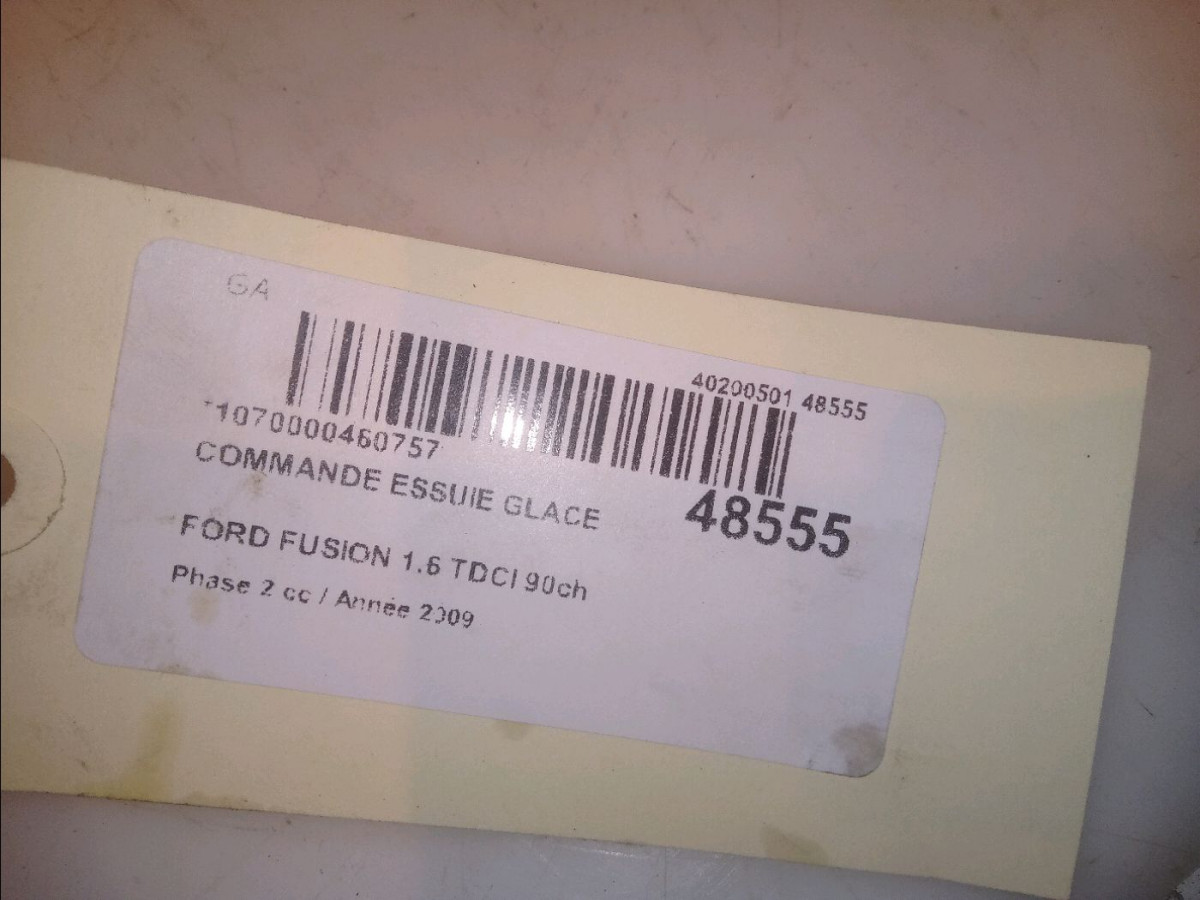 GA
40200501 48555
*1070000460757*
COMMANDE ESSUIE GLACE
48555
FORD FUSION 1.6 TDCI 90ch
Phase 2 cc / Année 2009